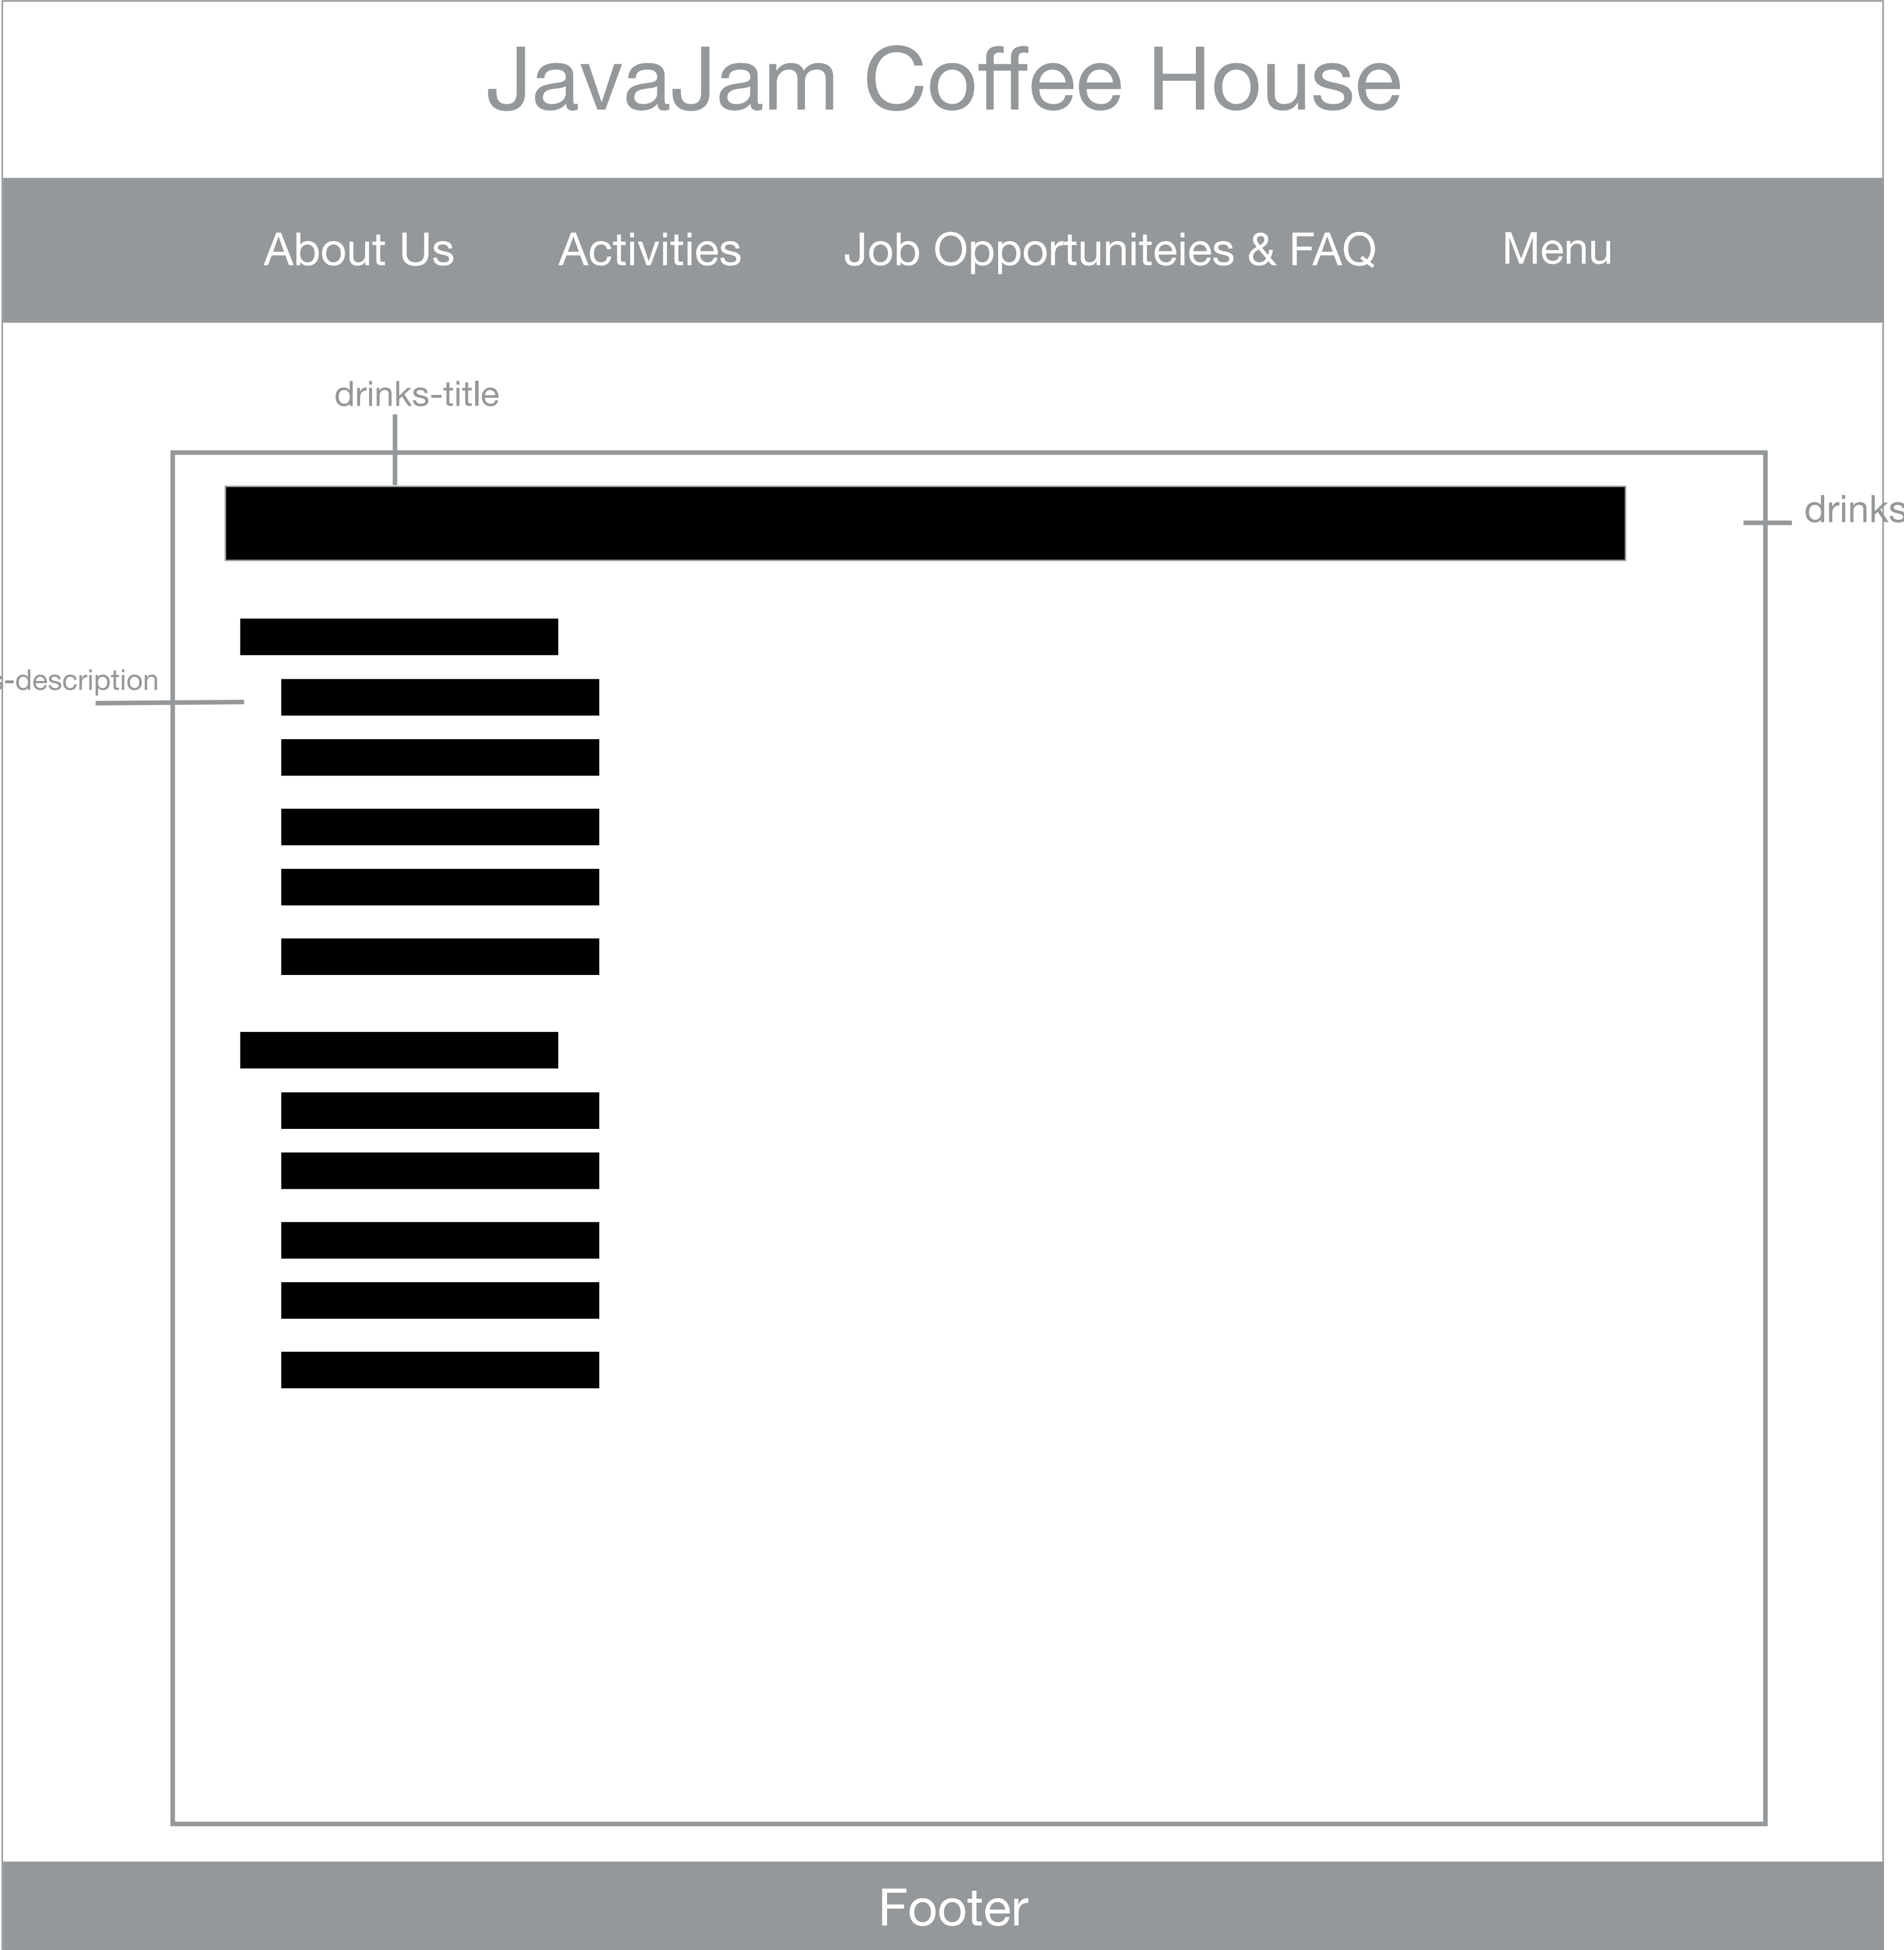 JavaJam Coffee House
About Us Activities Job Opportuniteies & FAQ Menu
drinks-title
drinks
-description
Footer